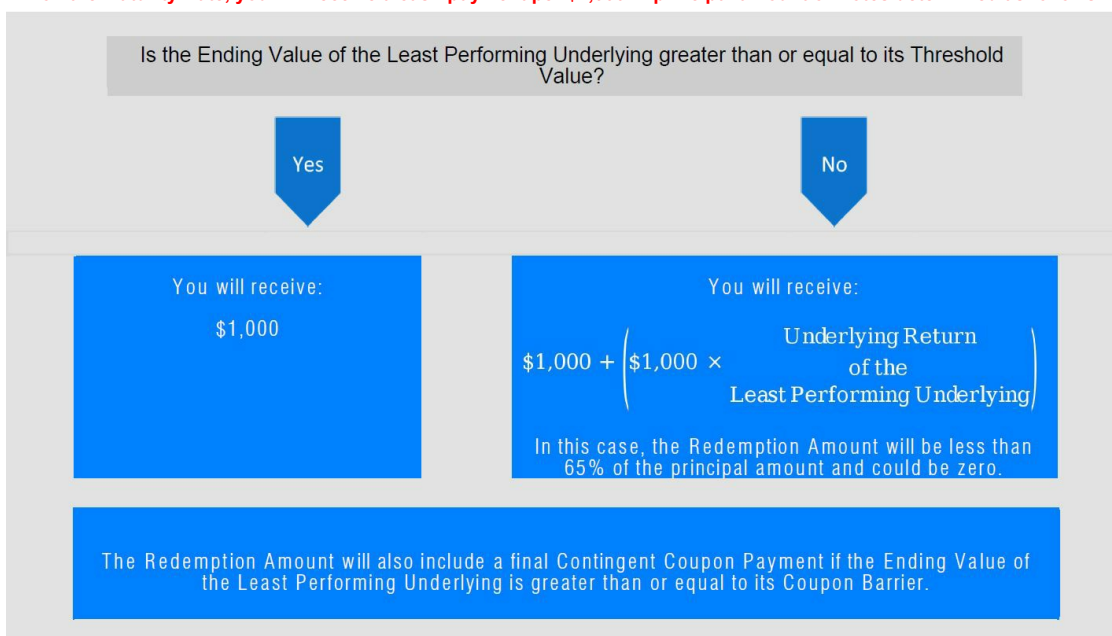 Is the Ending Value of the Least Performing Underlying greater than or equal to its Threshold
Value?
Yes
No
You will receive:
$1,000
You will receive:
$1,000 + ($1,000 × Underlying Return
of the
Least Performing Underlying)
In this case, the Redemption Amount will be less than
65% of the principal amount and could be zero.
The Redemption Amount will also include a final Contingent Coupon Payment if the Ending Value of
the Least Performing Underlying is greater than or equal to its Coupon Barrier.